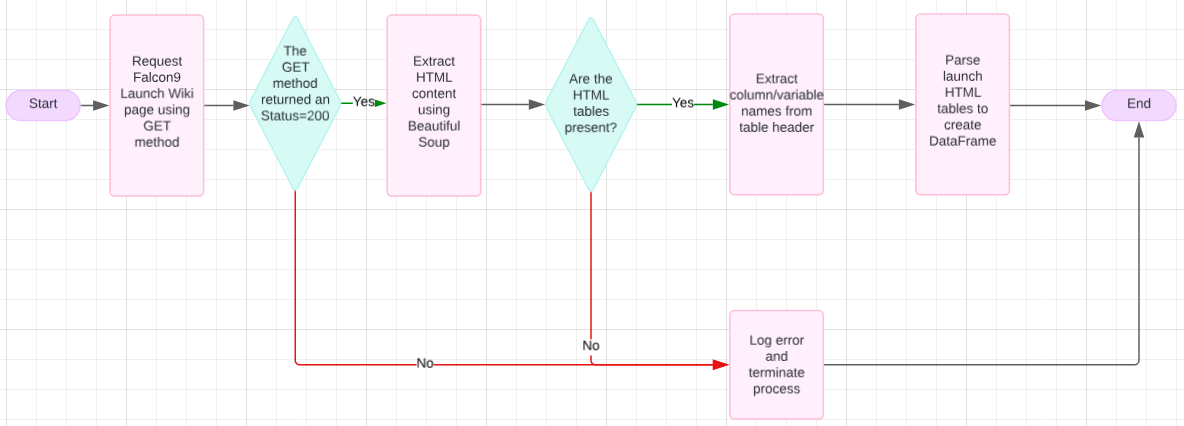 Start
Request
Falcon9
Launch Wiki
page using
GET
method
The
GET
method
returned an
Status=200
Yes
Extract
HTML
content
using
Beautiful
Soup
Are the
HTML
tables
present?
Yes
Extract
column/variable
names from
table header
Parse
launch
HTML
tables to
create
DataFrame
End
No
No
Log error
and
terminate
process